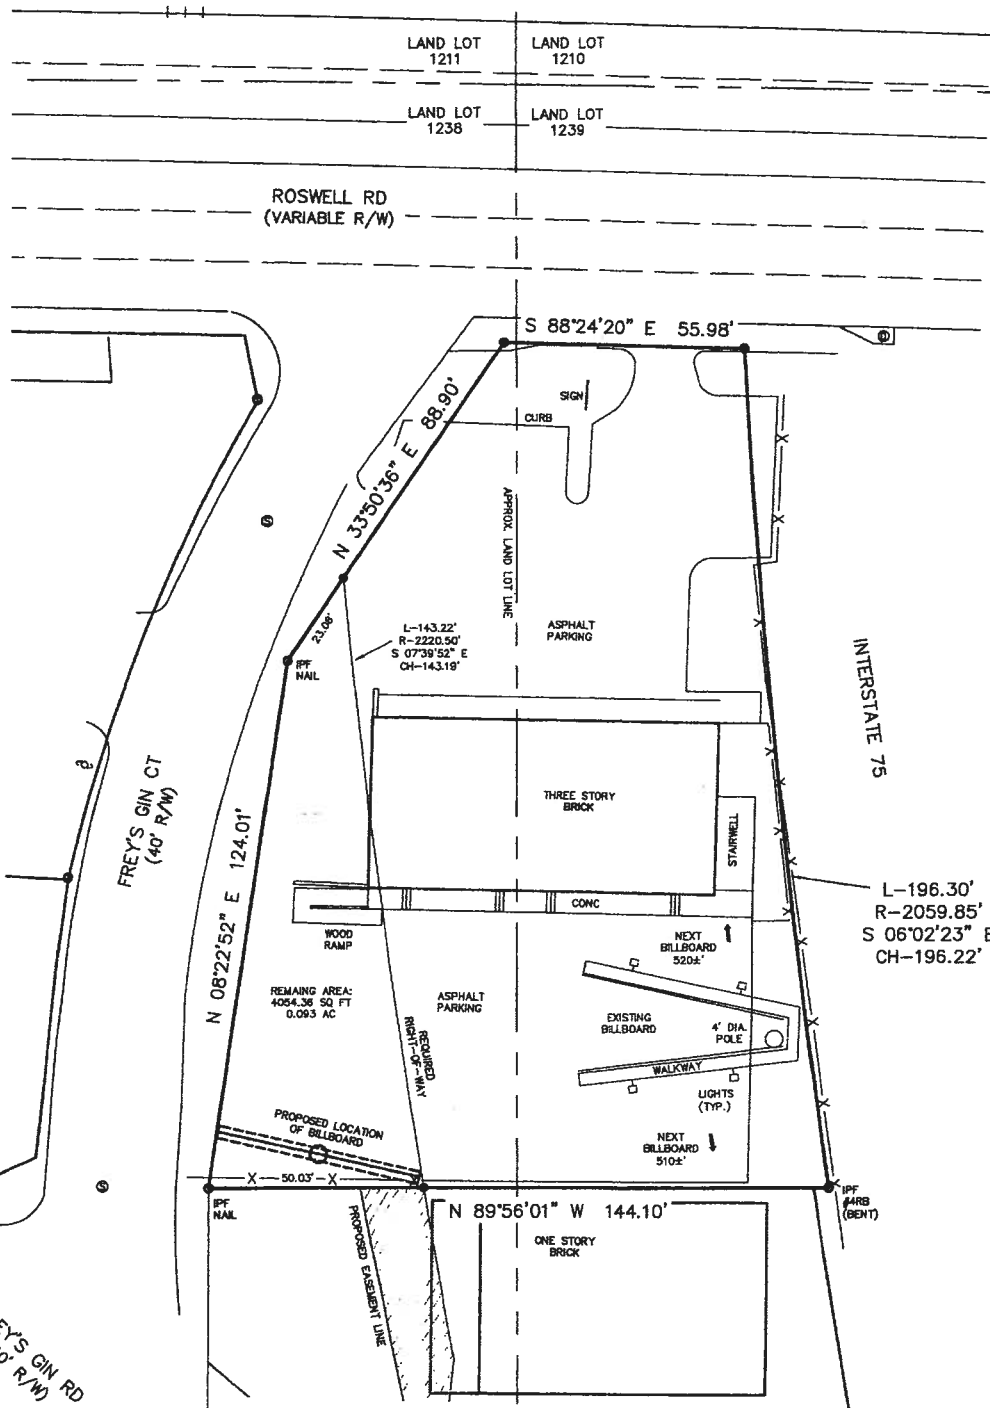 LAND LOT
1211
LAND LOT
1210
LAND LOT
1238
LAND LOT
1239
ROSWELL RD
(VARIABLE R/W)
S 88°24'20" E 55.98'
SIGN
CURB
N 33°50'36" E 88.90'
APPROX. LAND LOT LINE
23.08'
L-143.22'
R-2220.50'
S 07°39'52" E
CH-143.19'
ASPHALT
PARKING
IPF
NAIL
INTERSTATE 75
FREY'S GIN CT
(40' R/W)
N 08°22'52" E 124.01'
THREE STORY
BRICK
STAIRWELL
CONC
L-196.30'
R-2059.85'
S 06°02'23" E
CH-196.22'
WOOD
RAMP
NEXT
BILLBOARD
520±'
REMAING AREA:
4054.36 SQ FT
0.093 AC
ASPHALT
PARKING
REQUIRED
RIGHT-OF-WAY
EXISTING
BILLBOARD
4' DIA.
POLE
WALKWAY
LIGHTS
(TYP.)
PROPOSED LOCATION
OF BILLBOARD
NEXT
BILLBOARD
510±'
X 50.03' X
IPF
NAIL
IPF
#4RB
(BENT)
N 89°56'01" W 144.10'
PROPOSED EASEMENT LINE
ONE STORY
BRICK
EY'S GIN RD
0' R/W)